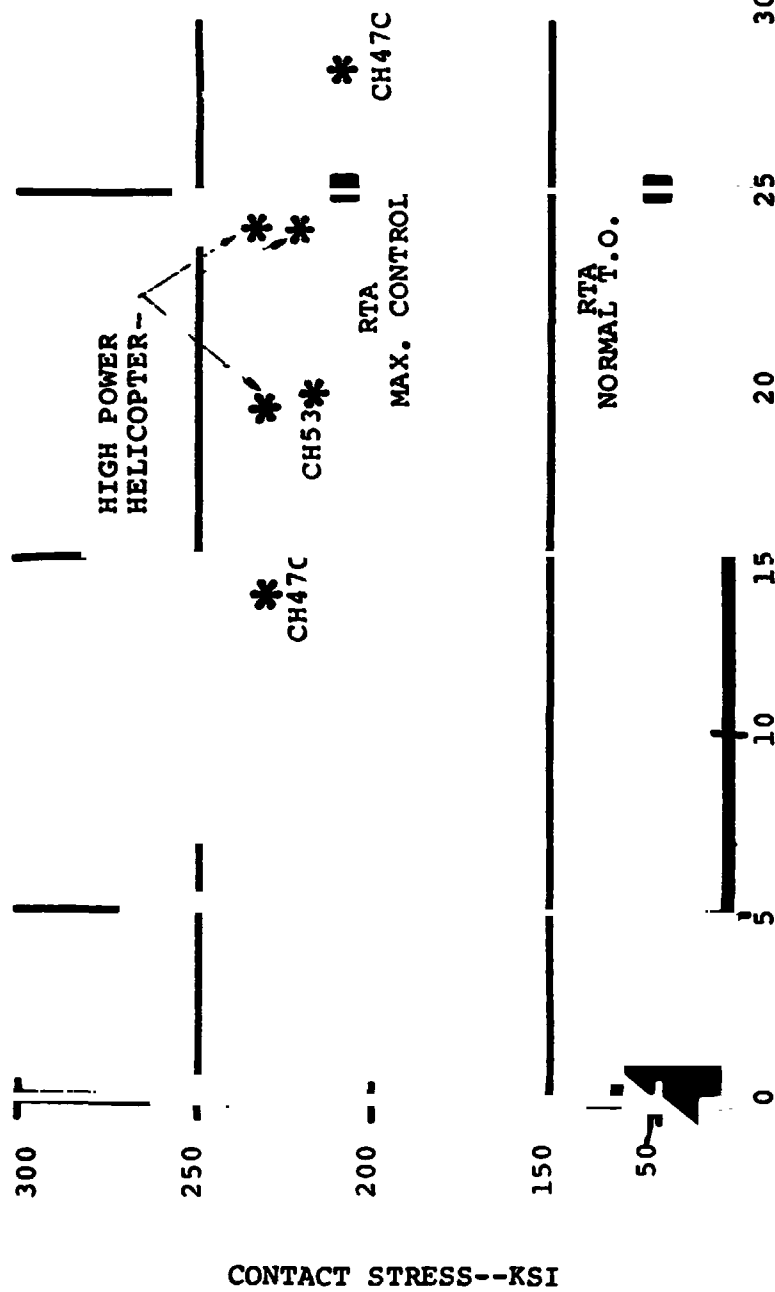 300
250
200
150
50
CONTACT STRESS--KSI
HIGH POWER
HELICOPTER--
CH47C
CH53
CH47C
RTA
MAX. CONTROL
RTA
NORMAL T.O.
0
5
10
15
20
25
30